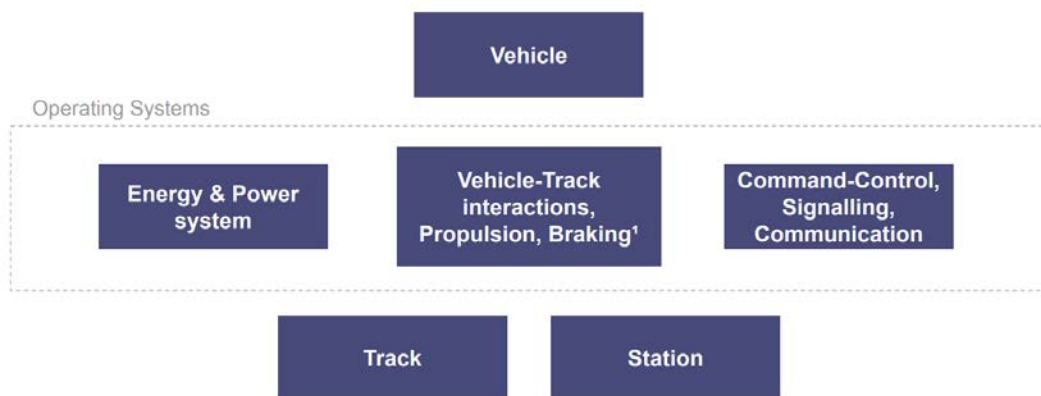 Vehicle
Operating Systems
Energy & Power
system
Vehicle-Track
interactions,
Propulsion, Braking¹
Command-Control,
Signalling,
Communication
Track
Station